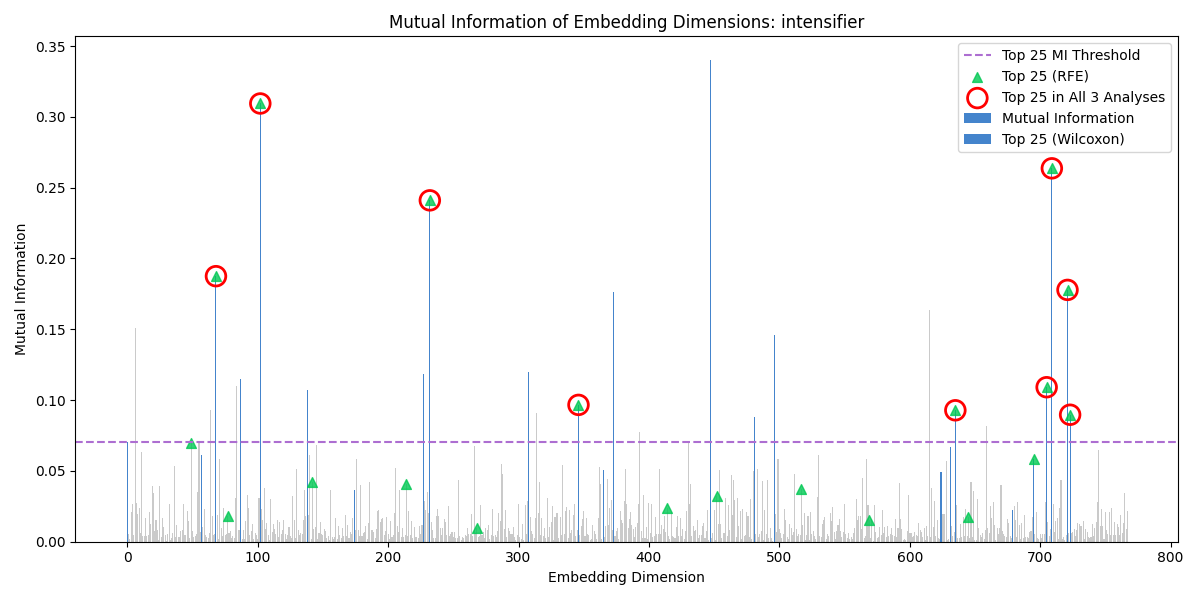 Mutual Information of Embedding Dimensions: intensifier
Top 25 MI Threshold
Top 25 (RFE)
Top 25 in All 3 Analyses
Mutual Information
Top 25 (Wilcoxon)
Mutual Information
0.35
0.30
0.25
0.20
0.15
0.10
0.05
0.00
0 100 200 300 400 500 600 700 800
Embedding Dimension